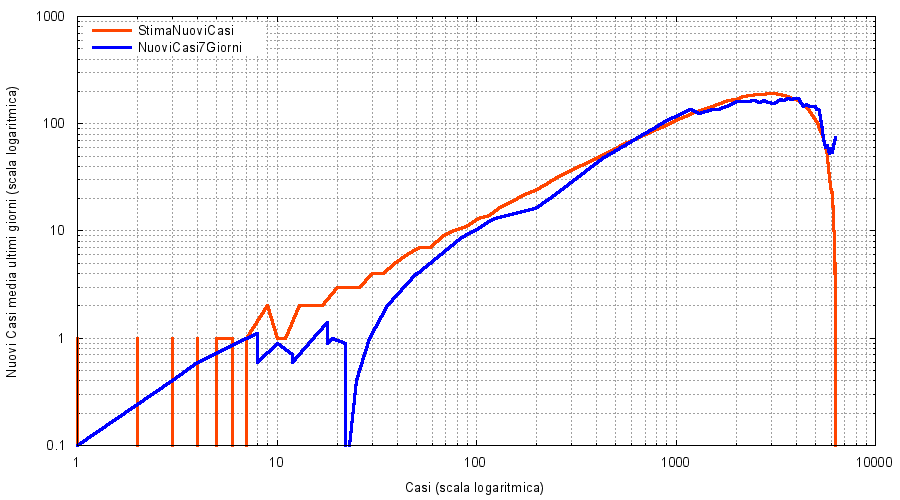 1000
StimaNuoviCasi
NuoviCasi7Giorni
100
10
1
0.1
Nuovi Casi media ultimi giorni (scala logaritmica)
1 10 100 1000 10000
Casi (scala logaritmica)